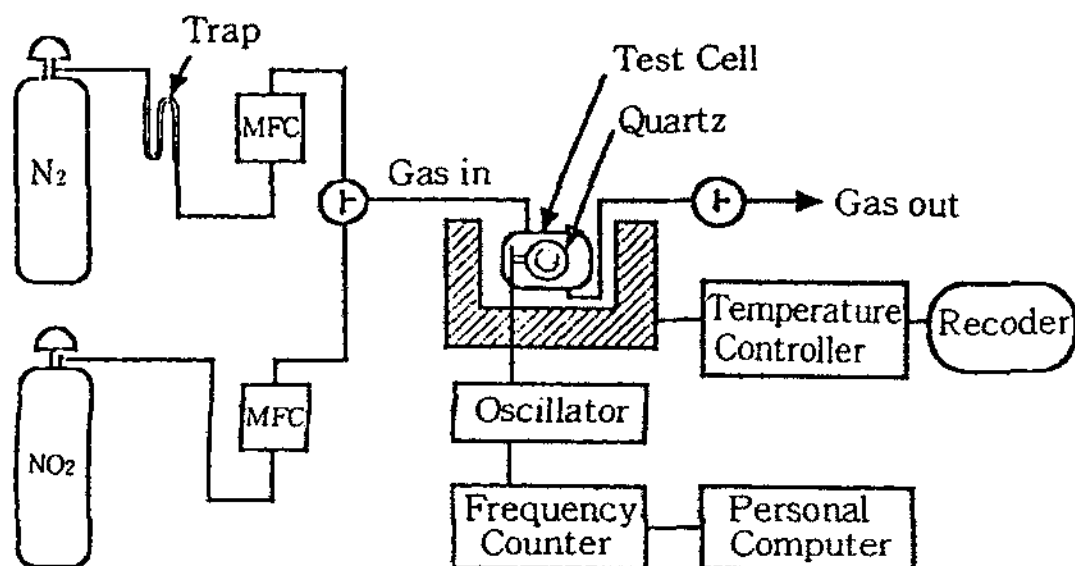 Trap
Test Cell
MFC
Quartz
N₂
Gas in
Gas out
Temperature
Controller
Recoder
MFC
Oscillator
NO₂
Frequency
Counter
Personal
Computer